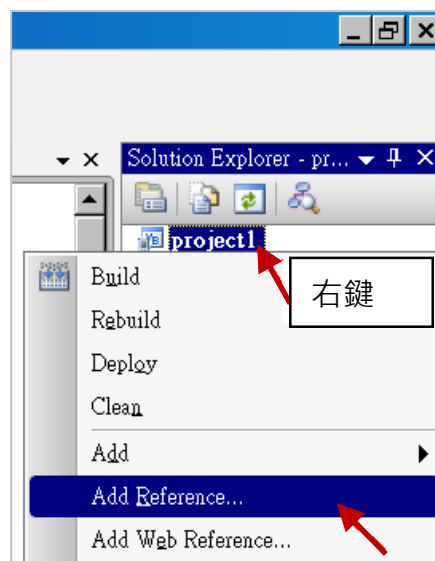 Solution Explorer - pr...
project1
右鍵
Build
Rebuild
Deploy
Clean
Add
Add Reference...
Add Web Reference...